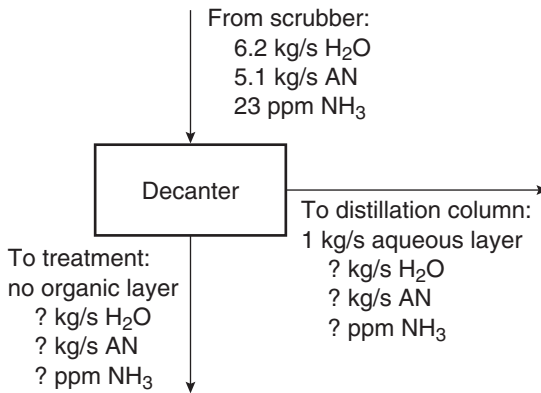 From scrubber:
6.2 kg/s H₂O
5.1 kg/s AN
23 ppm NH₃
Decanter
To distillation column:
1 kg/s aqueous layer
? kg/s H₂O
? kg/s AN
? ppm NH₃
To treatment:
no organic layer
? kg/s H₂O
? kg/s AN
? ppm NH₃